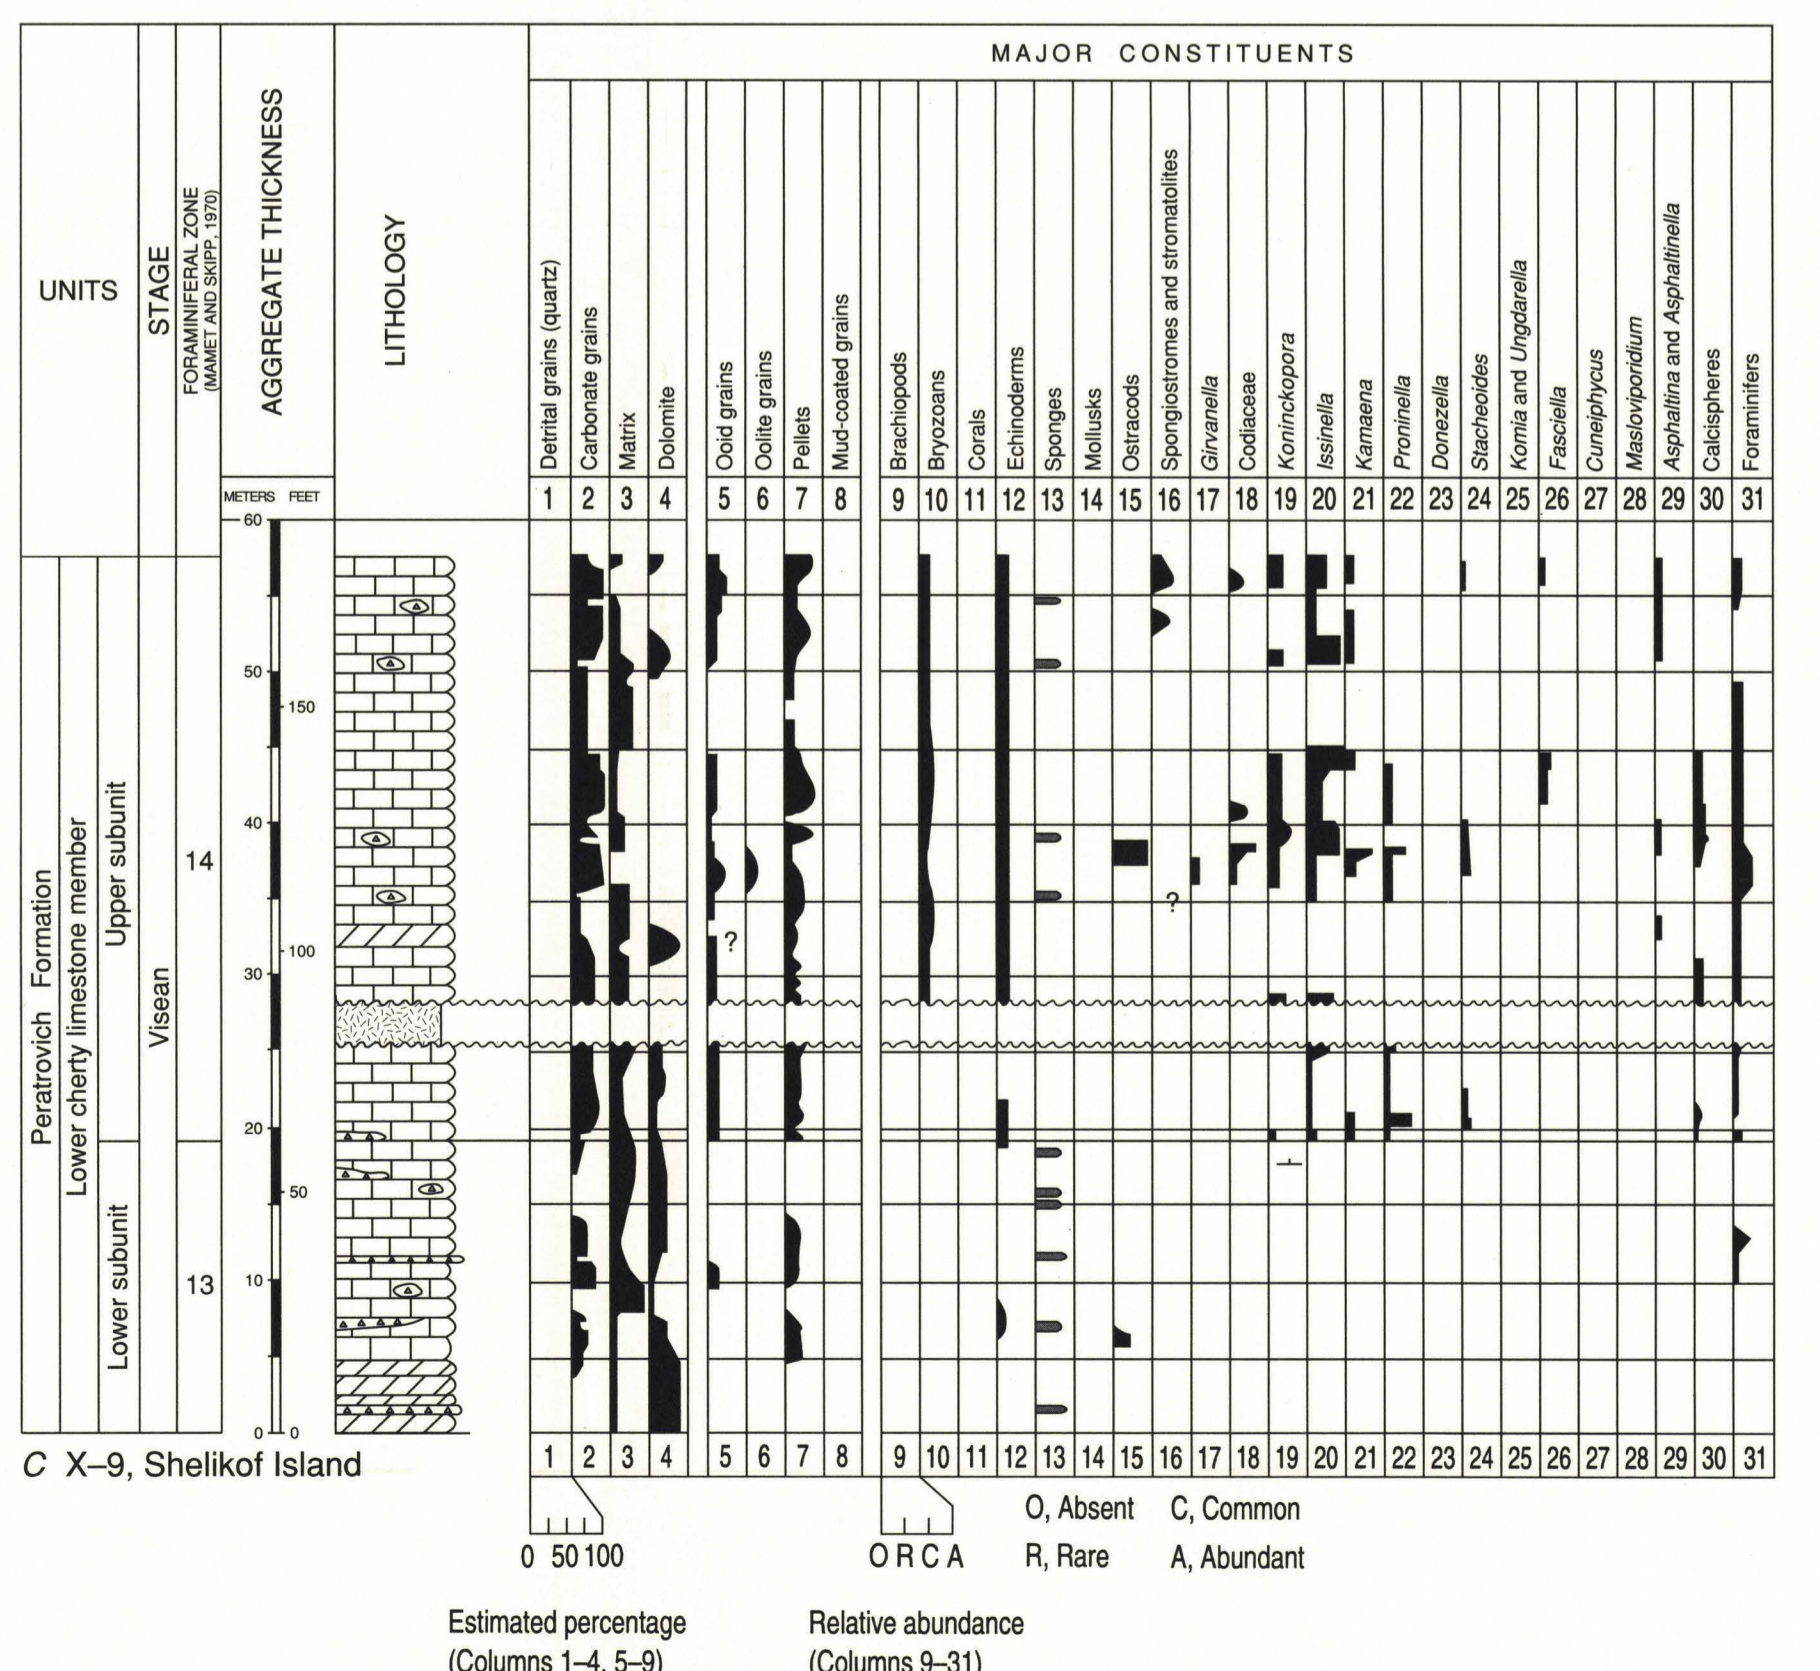 MAJOR CONSTITUENTS
UNITS
STAGE
FORAMINIFERAL ZONE
(MAMET AND SKIPP, 1970)
AGGREGATE THICKNESS
LITHOLOGY
Detrital grains (quartz)
Carbonate grains
Matrix
Dolomite
Ooid grains
Oolite grains
Pellets
Mud-coated grains
Brachiopods
Bryozoans
Corals
Echinoderms
Sponges
Mollusks
Ostracods
Spongiostromes and stromatolites
Girvanella
Codiaceae
Koninckopora
Issinella
Kamaena
Proninella
Donezella
Stacheoides
Komia and Ungdarella
Fasciella
Cuneiphycus
Masloviporidium
Asphaltina and Asphaltinella
Calcispheres
Foraminifers
METERS FEET
1 2 3 4 5 6 7 8 9 10 11 12 13 14 15 16 17 18 19 20 21 22 23 24 25 26 27 28 29 30 31
60
50
150
40
100
30
20
50
10
0 0
Peratrovich Formation
Lower cherty limestone member
Upper subunit
Lower subunit
Visean
14
13
?
?
C X–9, Shelikof Island
1 2 3 4 5 6 7 8 9 10 11 12 13 14 15 16 17 18 19 20 21 22 23 24 25 26 27 28 29 30 31
0 50 100
O R C A
O, Absent C, Common
R, Rare A, Abundant
Estimated percentage
(Columns 1–4, 5–9)
Relative abundance
(Columns 9–31)